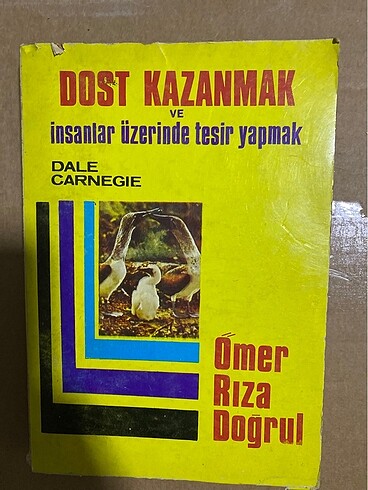 DOST KAZANMAK
VE
insanlar üzerinde tesir yapmak
DALE
CARNEGIE
Ömer
Rıza
Doğrul